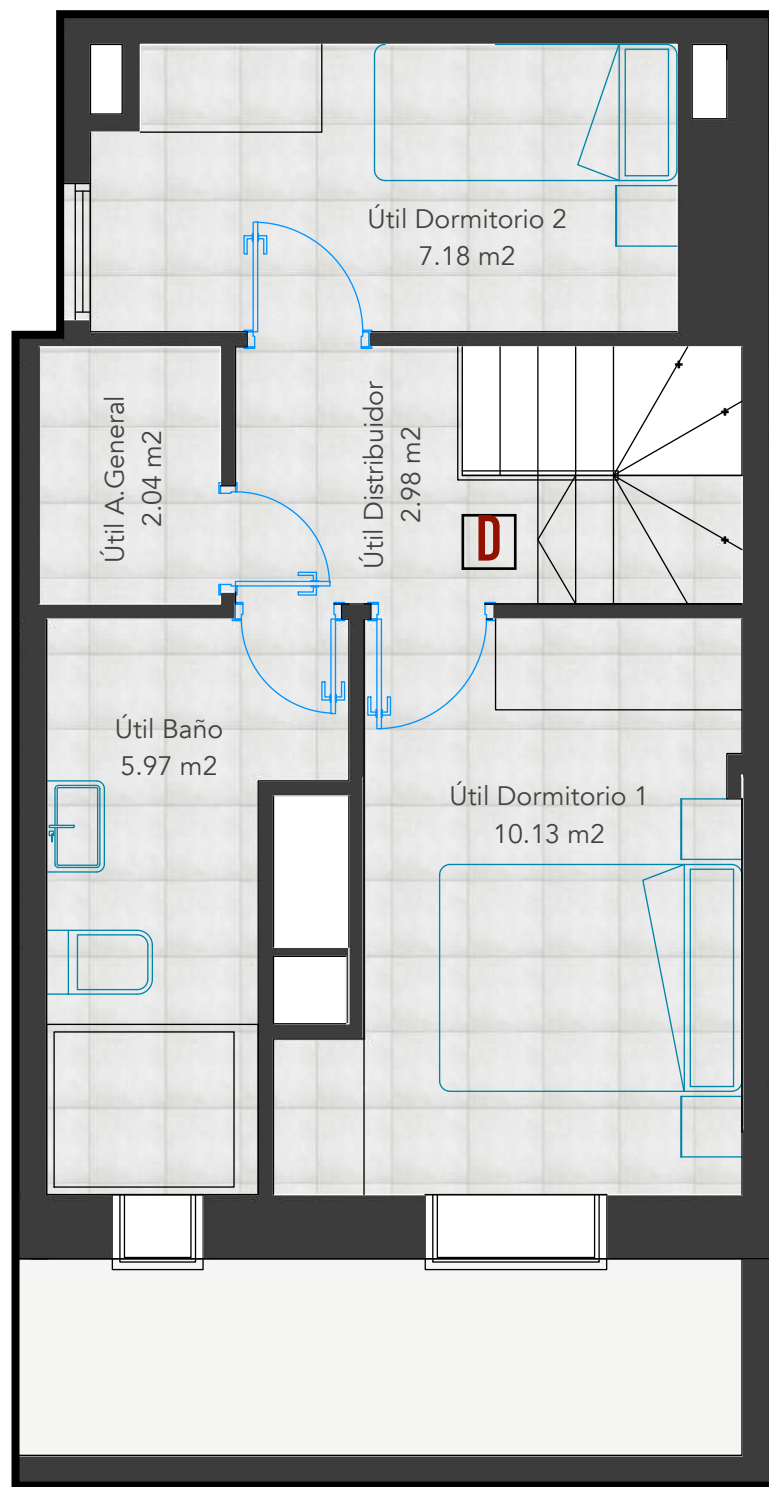 Útil Dormitorio 2
7.18 m2
Útil A.General
2.04 m2
Útil Distribuidor
2.98 m2
D
Útil Baño
5.97 m2
Útil Dormitorio 1
10.13 m2